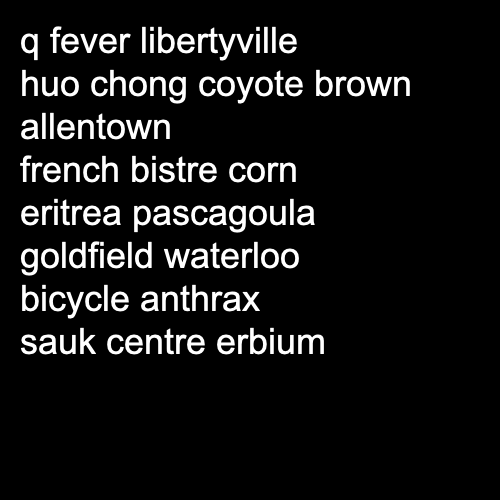 q fever libertyville
huo chong coyote brown
allentown
french bistre corn
eritrea pascagoula
goldfield waterloo
bicycle anthrax
sauk centre erbium